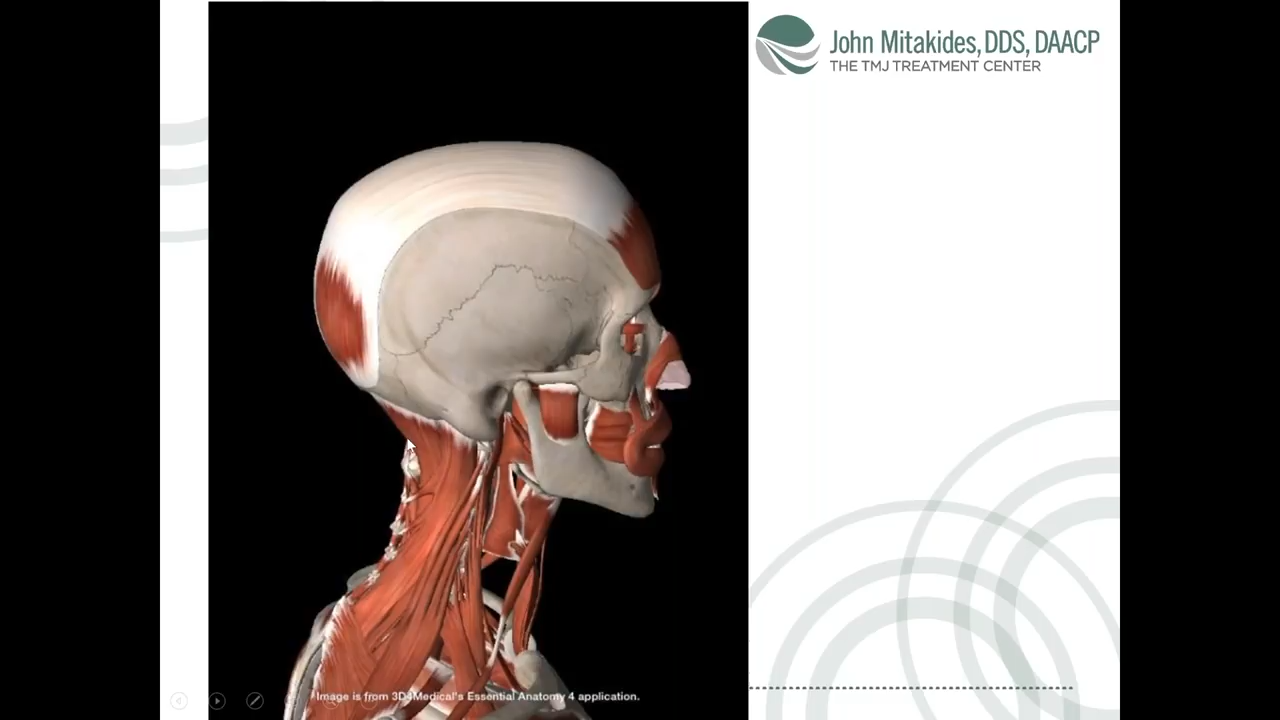 John Mitakides, DDS, DAACP
THE TMJ TREATMENT CENTER
Image is from 3D4Medical's Essential Anatomy 4 application.